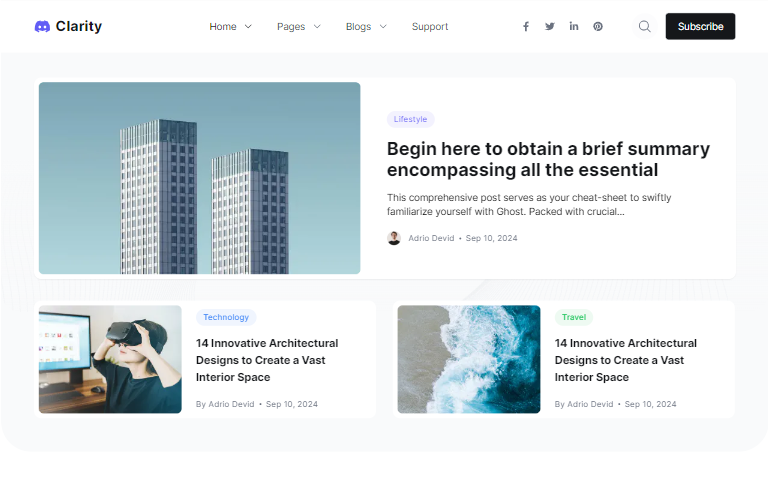 Clarity
Home Pages Blogs Support
Subscribe
Lifestyle
Begin here to obtain a brief summary
encompassing all the essential
This comprehensive post serves as your cheat-sheet to swiftly
familiarize yourself with Ghost. Packed with crucial...
Adrio Devid • Sep 10, 2024
Technology
14 Innovative Architectural
Designs to Create a Vast
Interior Space
By Adrio Devid • Sep 10, 2024
Travel
14 Innovative Architectural
Designs to Create a Vast
Interior Space
By Adrio Devid • Sep 10, 2024